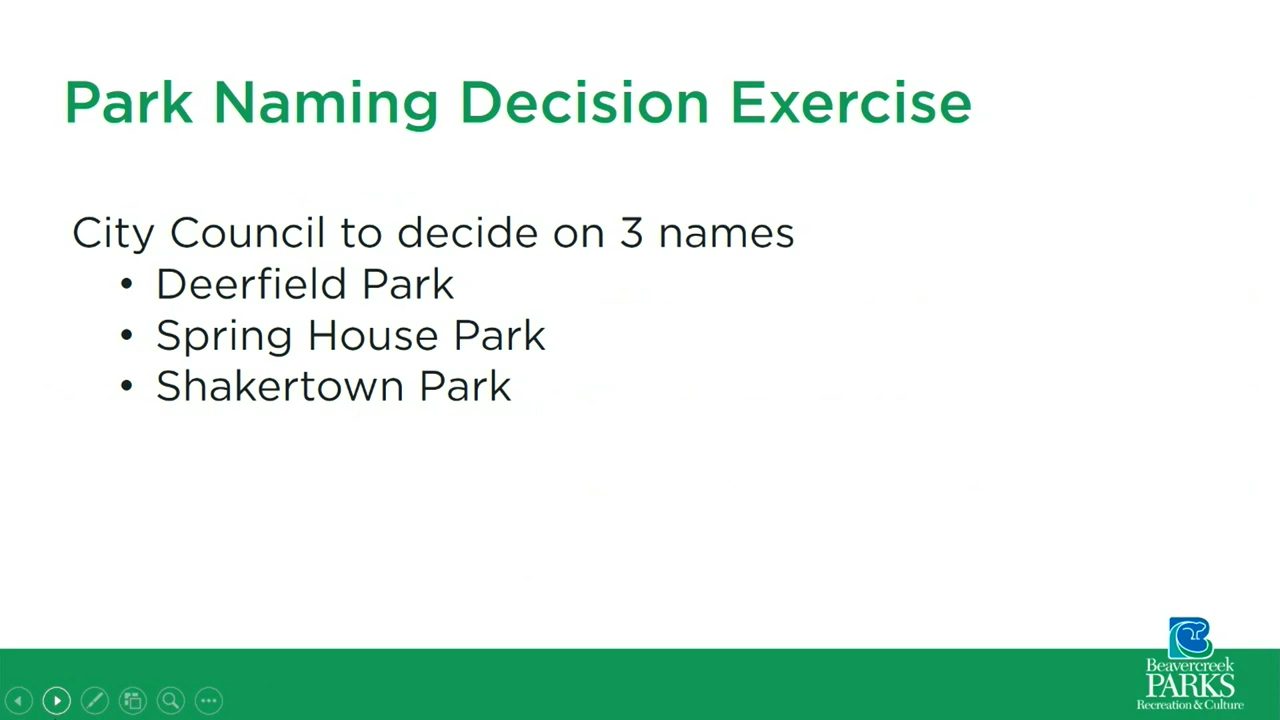 Park Naming Decision Exercise
City Council to decide on 3 names
• Deerfield Park
• Spring House Park
• Shakertown Park
Beavercreek
PARKS
Recreation & Culture